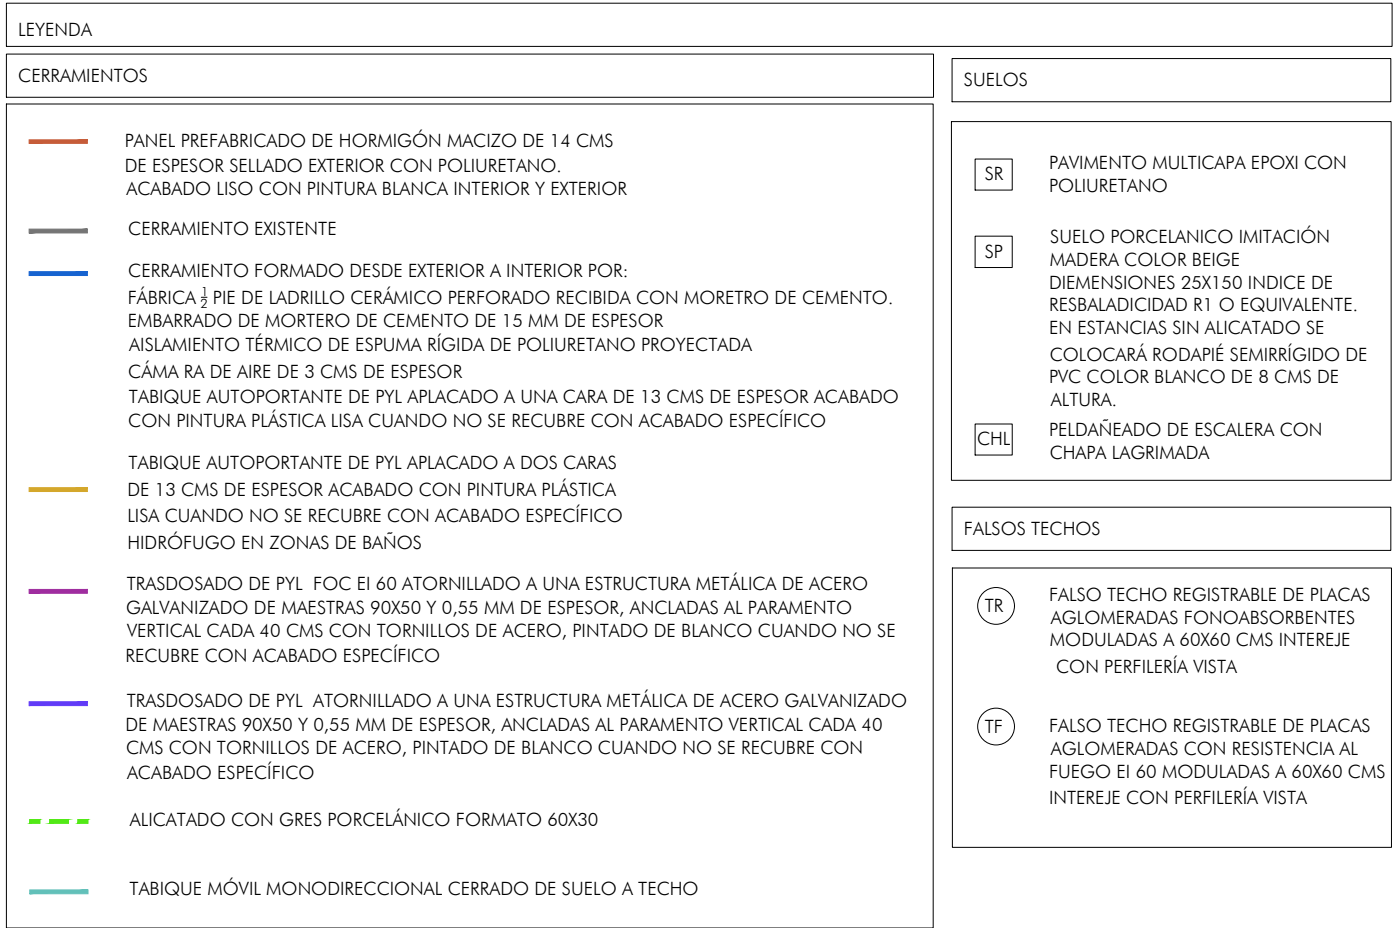 LEYENDA
CERRAMIENTOS
PANEL PREFABRICADO DE HORMIGÓN MACIZO DE 14 CMS
DE ESPESOR SELLADO EXTERIOR CON POLIURETANO.
ACABADO LISO CON PINTURA BLANCA INTERIOR Y EXTERIOR
CERRAMIENTO EXISTENTE
CERRAMIENTO FORMADO DESDE EXTERIOR A INTERIOR POR:
FÁBRICA ½ PIE DE LADRILLO CERÁMICO PERFORADO RECIBIDA CON MORETRO DE CEMENTO.
EMBARRADO DE MORTERO DE CEMENTO DE 15 MM DE ESPESOR
AISLAMIENTO TÉRMICO DE ESPUMA RÍGIDA DE POLIURETANO PROYECTADA
CÁMA RA DE AIRE DE 3 CMS DE ESPESOR
TABIQUE AUTOPORTANTE DE PYL APLACADO A UNA CARA DE 13 CMS DE ESPESOR ACABADO
CON PINTURA PLÁSTICA LISA CUANDO NO SE RECUBRE CON ACABADO ESPECÍFICO
TABIQUE AUTOPORTANTE DE PYL APLACADO A DOS CARAS
DE 13 CMS DE ESPESOR ACABADO CON PINTURA PLÁSTICA
LISA CUANDO NO SE RECUBRE CON ACABADO ESPECÍFICO
HIDRÓFUGO EN ZONAS DE BAÑOS
TRASDOSADO DE PYL FOC EI 60 ATORNILLADO A UNA ESTRUCTURA METÁLICA DE ACERO
GALVANIZADO DE MAESTRAS 90X50 Y 0,55 MM DE ESPESOR, ANCLADAS AL PARAMENTO
VERTICAL CADA 40 CMS CON TORNILLOS DE ACERO, PINTADO DE BLANCO CUANDO NO SE
RECUBRE CON ACABADO ESPECÍFICO
TRASDOSADO DE PYL ATORNILLADO A UNA ESTRUCTURA METÁLICA DE ACERO GALVANIZADO
DE MAESTRAS 90X50 Y 0,55 MM DE ESPESOR, ANCLADAS AL PARAMENTO VERTICAL CADA 40
CMS CON TORNILLOS DE ACERO, PINTADO DE BLANCO CUANDO NO SE RECUBRE CON
ACABADO ESPECÍFICO
ALICATADO CON GRES PORCELÁNICO FORMATO 60X30
TABIQUE MÓVIL MONODIRECCIONAL CERRADO DE SUELO A TECHO
SUELOS
SR PAVIMENTO MULTICAPA EPOXI CON
POLIURETANO
SP SUELO PORCELANICO IMITACIÓN
MADERA COLOR BEIGE
DIEMENSIONES 25X150 INDICE DE
RESBALADICIDAD R1 O EQUIVALENTE.
EN ESTANCIAS SIN ALICATADO SE
COLOCARÁ RODAPIÉ SEMIRRÍGIDO DE
PVC COLOR BLANCO DE 8 CMS DE
ALTURA.
CHL PELDAÑEADO DE ESCALERA CON
CHAPA LAGRIMADA
FALSOS TECHOS
TR FALSO TECHO REGISTRABLE DE PLACAS
AGLOMERADAS FONOABSORBENTES
MODULADAS A 60X60 CMS INTEREJE
CON PERFILERÍA VISTA
TF FALSO TECHO REGISTRABLE DE PLACAS
AGLOMERADAS CON RESISTENCIA AL
FUEGO EI 60 MODULADAS A 60X60 CMS
INTEREJE CON PERFILERÍA VISTA